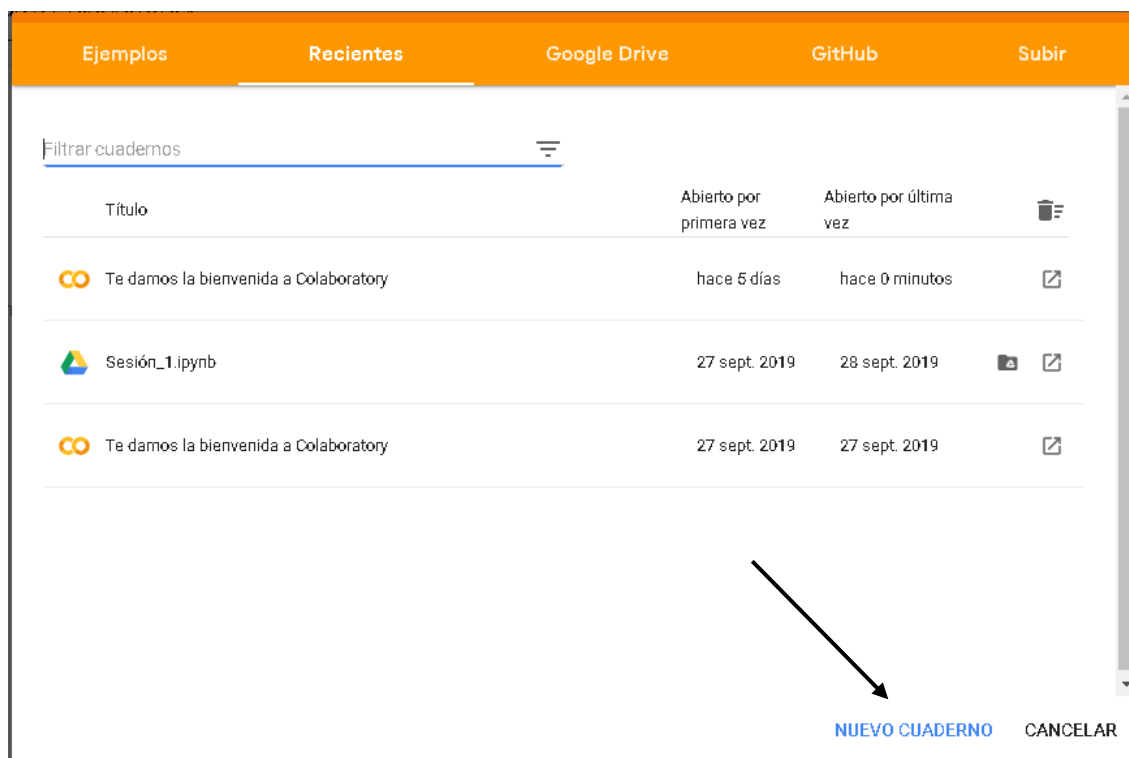 Ejemplos Recientes Google Drive GitHub Subir
Filtrar cuadernos
Título Abierto por primera vez Abierto por última vez
Te damos la bienvenida a Colaboratory hace 5 días hace 0 minutos
Sesión_1.ipynb 27 sept. 2019 28 sept. 2019
Te damos la bienvenida a Colaboratory 27 sept. 2019 27 sept. 2019
NUEVO CUADERNO CANCELAR